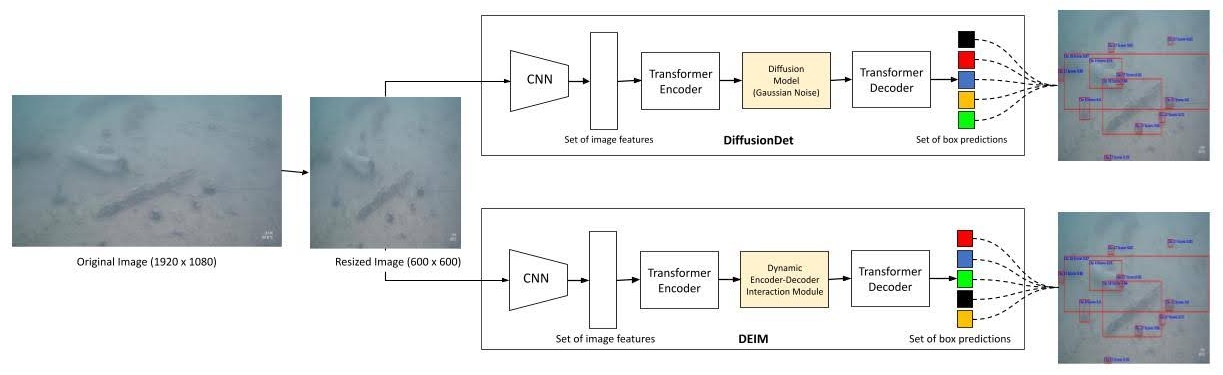 CNN
Transformer
Encoder
Diffusion
Model
(Gaussian Noise)
Transformer
Decoder
Set of image features
DiffusionDet
Set of box predictions
Original Image (1920 x 1080)
Resized Image (600 x 600)
CNN
Transformer
Encoder
Dynamic
Encoder-Decoder
Interaction Module
Transformer
Decoder
Set of image features
DEIM
Set of box predictions